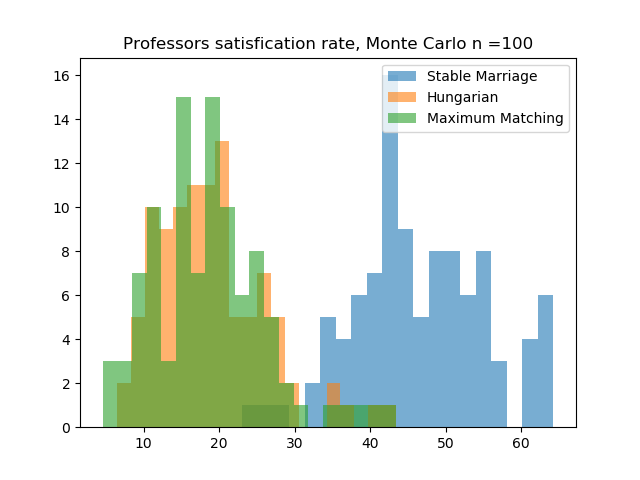 Professors satisfication rate, Monte Carlo n =100
Stable Marriage
Hungarian
Maximum Matching
16
14
12
10
8
6
4
2
0
10 20 30 40 50 60